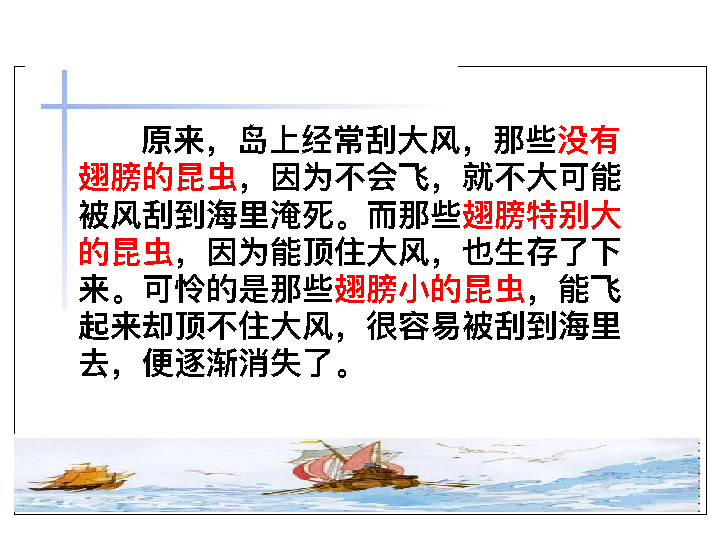 原来，岛上经常刮大风，那些没有
翅膀的昆虫，因为不会飞，就不大可能
被风刮到海里淹死。而那些翅膀特别大
的昆虫，因为能顶住大风，也生存了下
来。可怜的是那些翅膀小的昆虫，能飞
起来却顶不住大风，很容易被刮到海里
去，便逐渐消失了。